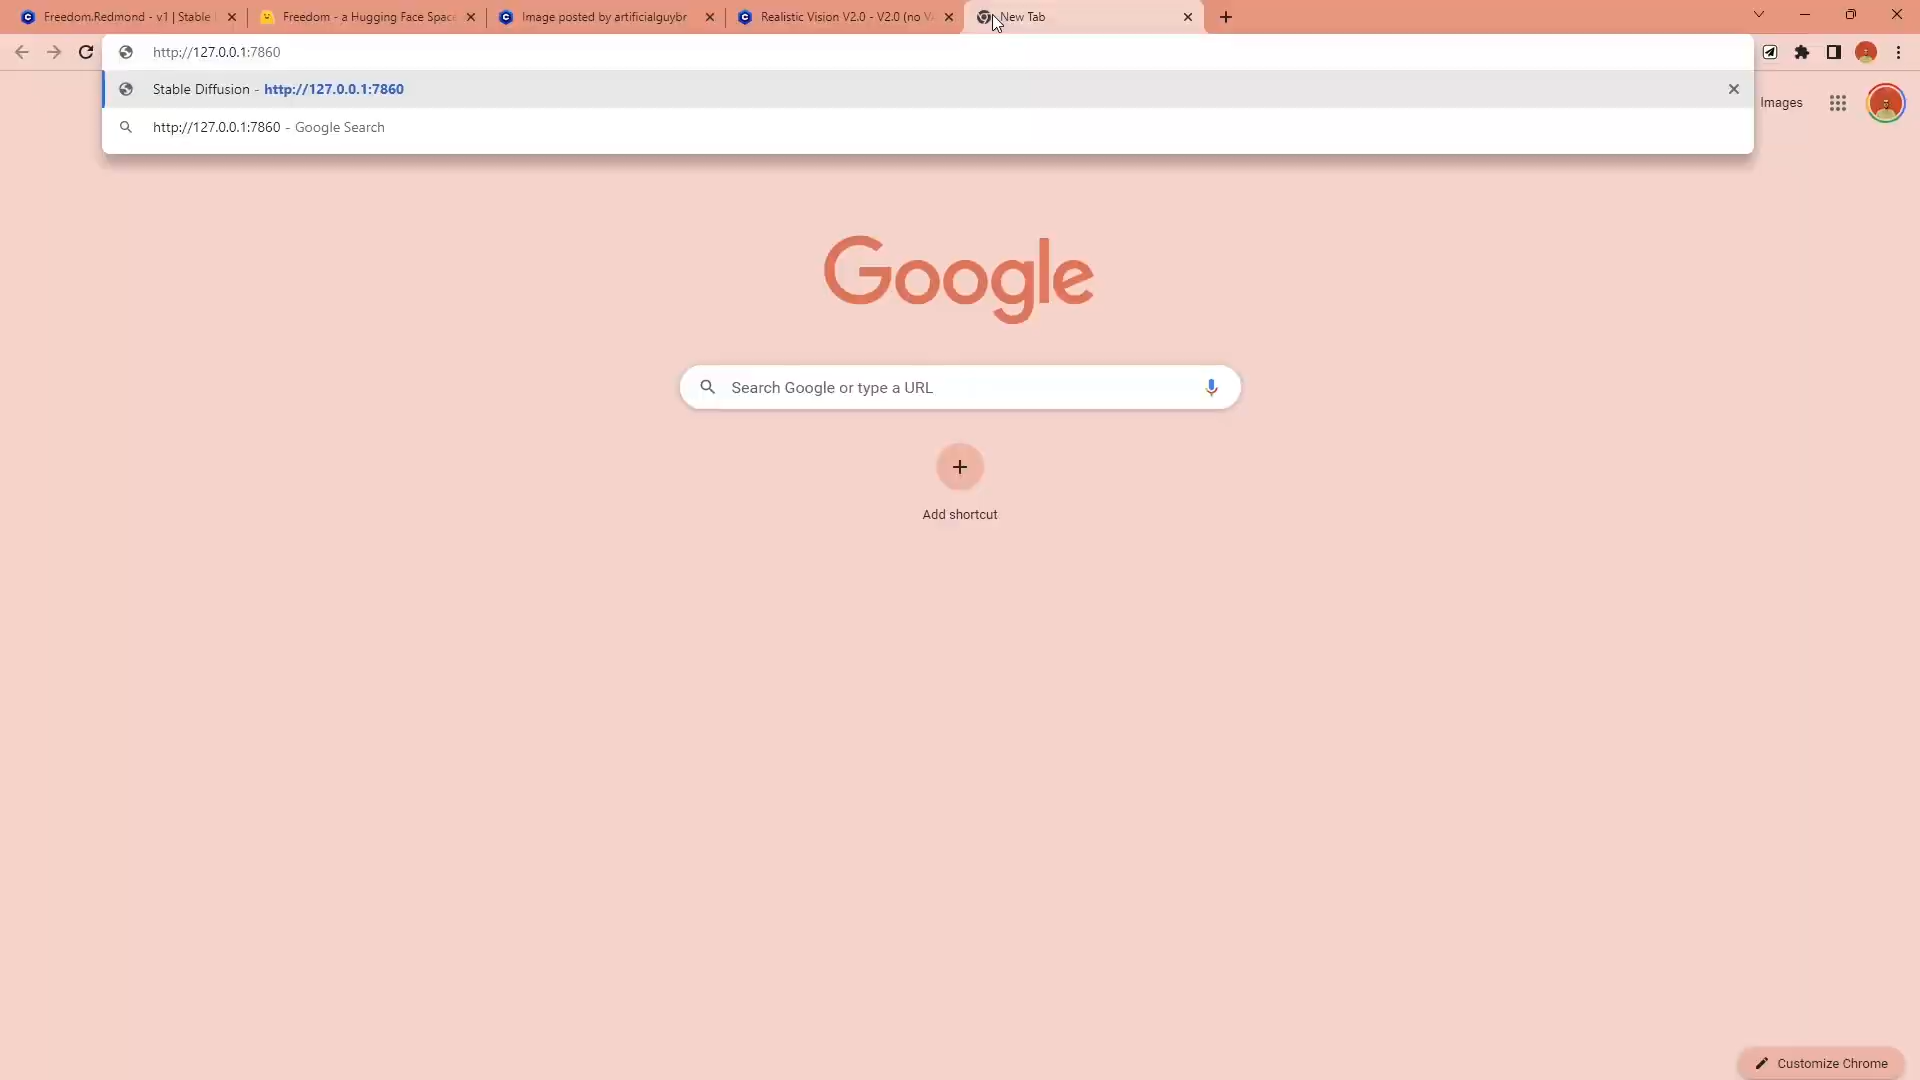 Freedom.Redmond - v1 | Stable
Freedom - a Hugging Face Space
Image posted by artificialguybr
Realistic Vision V2.0 - V2.0 (no V
New Tab
http://127.0.0.1:7860
Stable Diffusion - http://127.0.0.1:7860
http://127.0.0.1:7860 - Google Search
Images
Google
Search Google or type a URL
Add shortcut
Customize Chrome